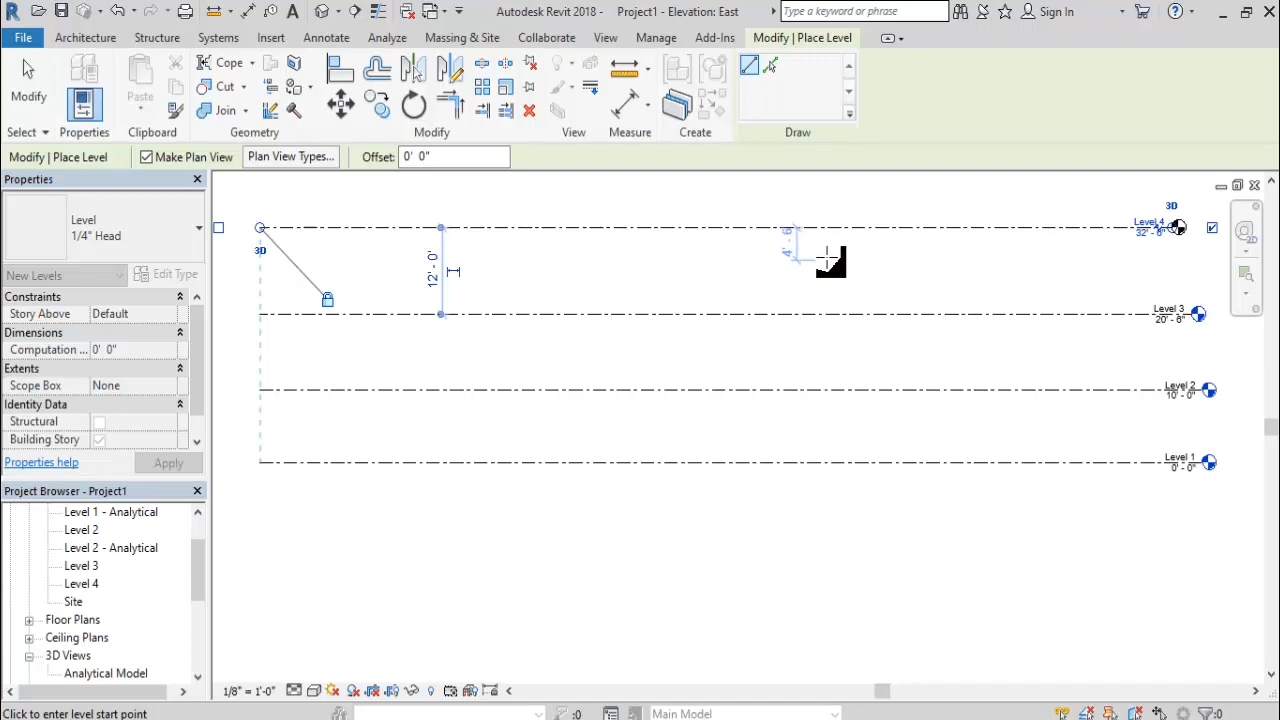 Autodesk Revit 2018 -    Project1 - Elevation: East
Type a keyword or phrase
Sign In
File
Architecture
Structure
Systems
Insert
Annotate
Analyze
Massing & Site
Collaborate
View
Manage
Add-Ins
Modify | Place Level
Modify
Paste
Cope
Cut
Join
Select
Properties
Clipboard
Geometry
Modify
View
Measure
Create
Draw
Modify | Place Level
Make Plan View
Plan View Types...
Offset:
0' 0"
Properties
Level
1/4" Head
New Levels
Edit Type
Constraints
Story Above
Default
Dimensions
Computation ...
0' 0"
Extents
Scope Box
None
Identity Data
Structural
Building Story
Properties help
Apply
Project Browser - Project1
Level 1 - Analytical
Level 2
Level 2 - Analytical
Level 3
Level 4
Site
Floor Plans
Ceiling Plans
3D Views
Analytical Model
3D
3D
12' - 0"
4' - 6
Level 4
32' - 6"
Level 3
20' - 6"
Level 2
10' - 0"
Level 1
0' - 0"
2D
1/8" = 1'-0"
Click to enter level start point
:0
Main Model
:0